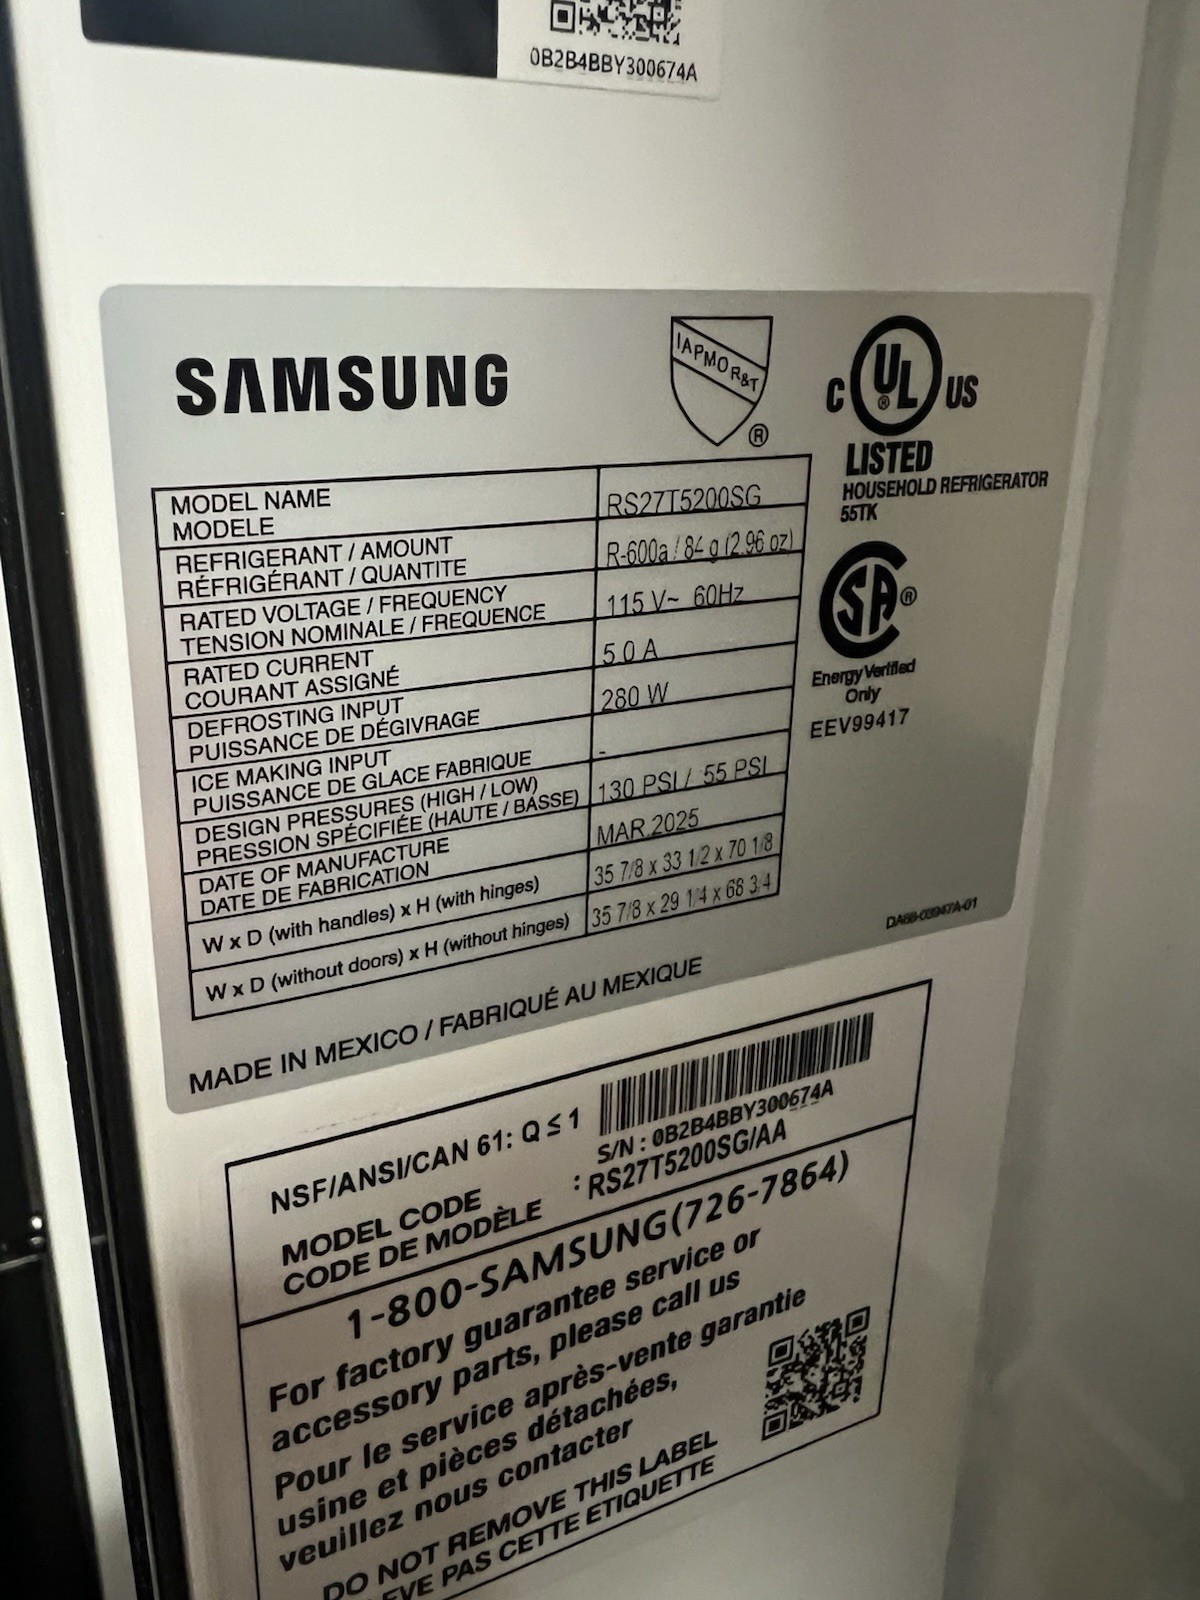 0B2B4BBY300674A
SAMSUNG
IAPMO R&T
®
C UL® US
LISTED
HOUSEHOLD REFRIGERATOR
55TK
MODEL NAME
MODELE
RS27T5200SG
REFRIGERANT / AMOUNT
RÉFRIGÉRANT / QUANTITE
R-600a / 84 g (2.96 oz)
RATED VOLTAGE / FREQUENCY
TENSION NOMINALE / FREQUENCE
115 V~ 60Hz
RATED CURRENT
COURANT ASSIGNÉ
5.0 A
DEFROSTING INPUT
PUISSANCE DE DÉGIVRAGE
280 W
ICE MAKING INPUT
PUISSANCE DE GLACE FABRIQUE
-
DESIGN PRESSURES (HIGH / LOW)
PRESSION SPÉCIFIÉE (HAUTE / BASSE)
130 PSI / 55 PSI
DATE OF MANUFACTURE
DATE DE FABRICATION
MAR.2025
W x D (with handles) x H (with hinges)
35 7/8 x 33 1/2 x 70 1/8
W x D (without doors) x H (without hinges)
35 7/8 x 29 1/4 x 68 3/4
SA®
Energy Verified
Only
EEV99417
DA68-03947A-01
MADE IN MEXICO / FABRIQUÉ AU MEXIQUE
NSF/ANSI/CAN 61: Q ≤ 1
S/N : 0B2B4BBY300674A
MODEL CODE
CODE DE MODÈLE
: RS27T5200SG/AA
1-800-SAMSUNG(726-7864)
For factory guarantee service or
accessory parts, please call us
Pour le service après-vente garantie
usine et pièces détachées,
veuillez nous contacter
DO NOT REMOVE THIS LABEL
EVE PAS CETTE ETIQUETTE